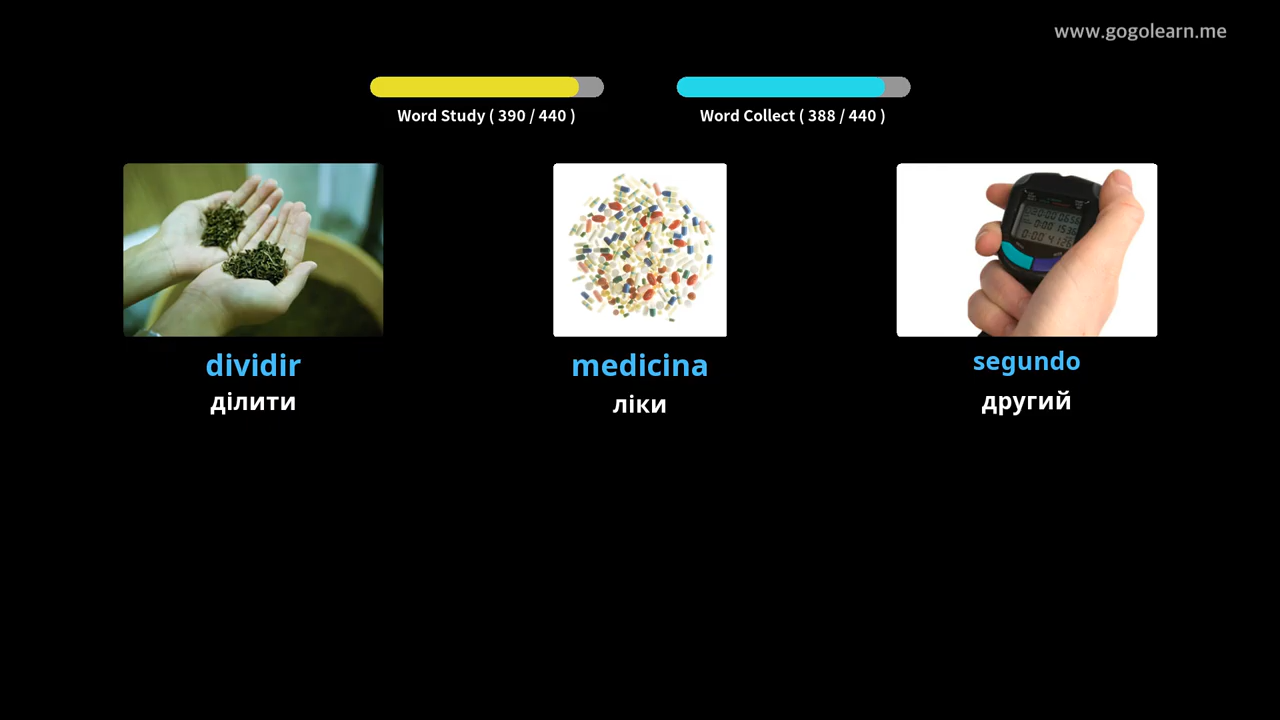 www.gogolearn.me
Word Study ( 390 / 440 )
Word Collect ( 388 / 440 )
dividir
ділити
medicina
ліки
segundo
другий